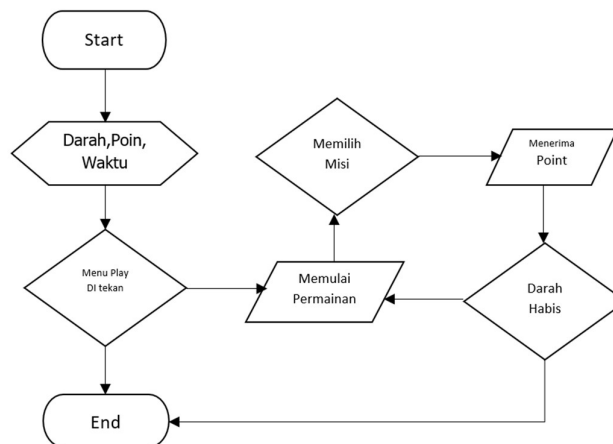 Start
Darah,Poin,
Waktu
Menu Play
DI tekan
Memulai
Permainan
Memilih
Misi
Menerima
Point
Darah
Habis
End